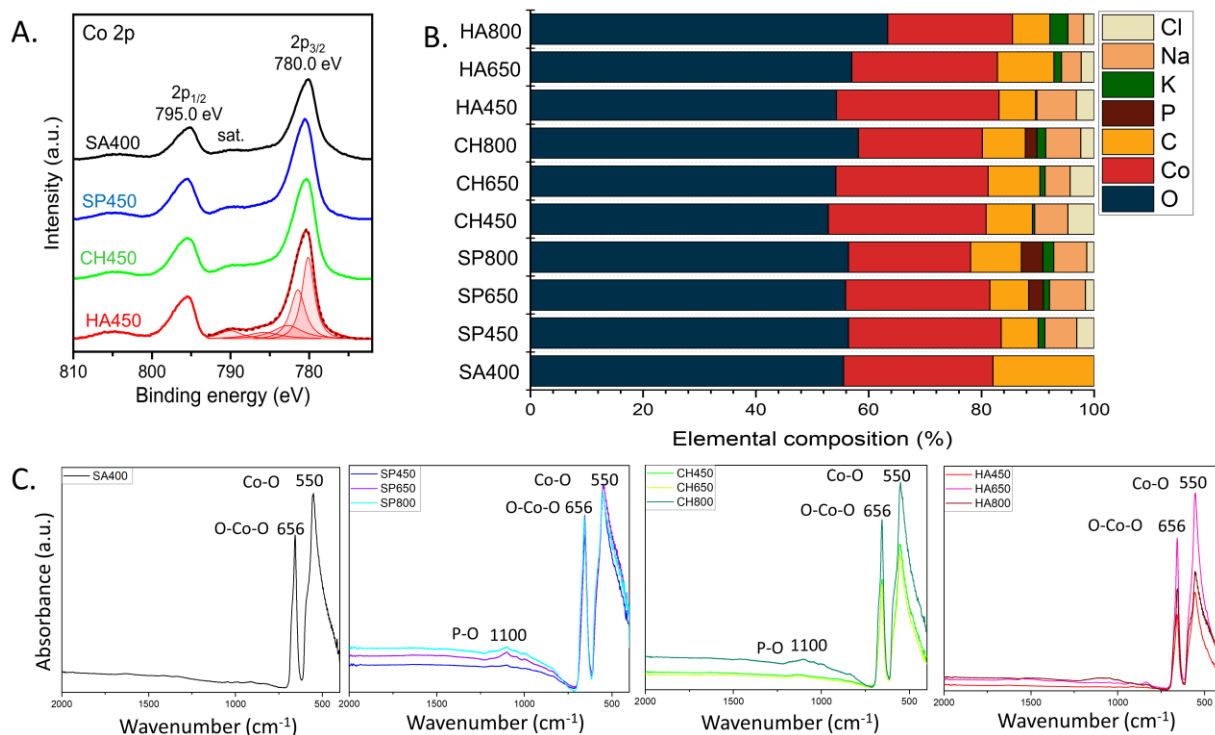 A.
Co 2p
2p3/2
780.0 eV
2p1/2
795.0 eV
sat.
SA400
SP450
CH450
HA450
Intensity (a.u.)
810 800 790 780
Binding energy (eV)
B.
HA800
HA650
HA450
CH800
CH650
CH450
SP800
SP650
SP450
SA400
0 20 40 60 80 100
Elemental composition (%)
Cl
Na
K
P
C
Co
O
C.
Absorbance (a.u.)
SA400
Co-O 550
O-Co-O 656
2000 1500 1000 500
Wavenumber (cm-1)
SP450
SP650
SP800
Co-O 550
O-Co-O 656
P-O 1100
2000 1500 1000 500
Wavenumber (cm-1)
CH450
CH650
CH800
Co-O 550
O-Co-O 656
P-O 1100
2000 1500 1000 500
Wavenumber (cm-1)
HA450
HA650
HA800
Co-O 550
O-Co-O 656
2000 1500 1000 500
Wavenumber (cm-1)